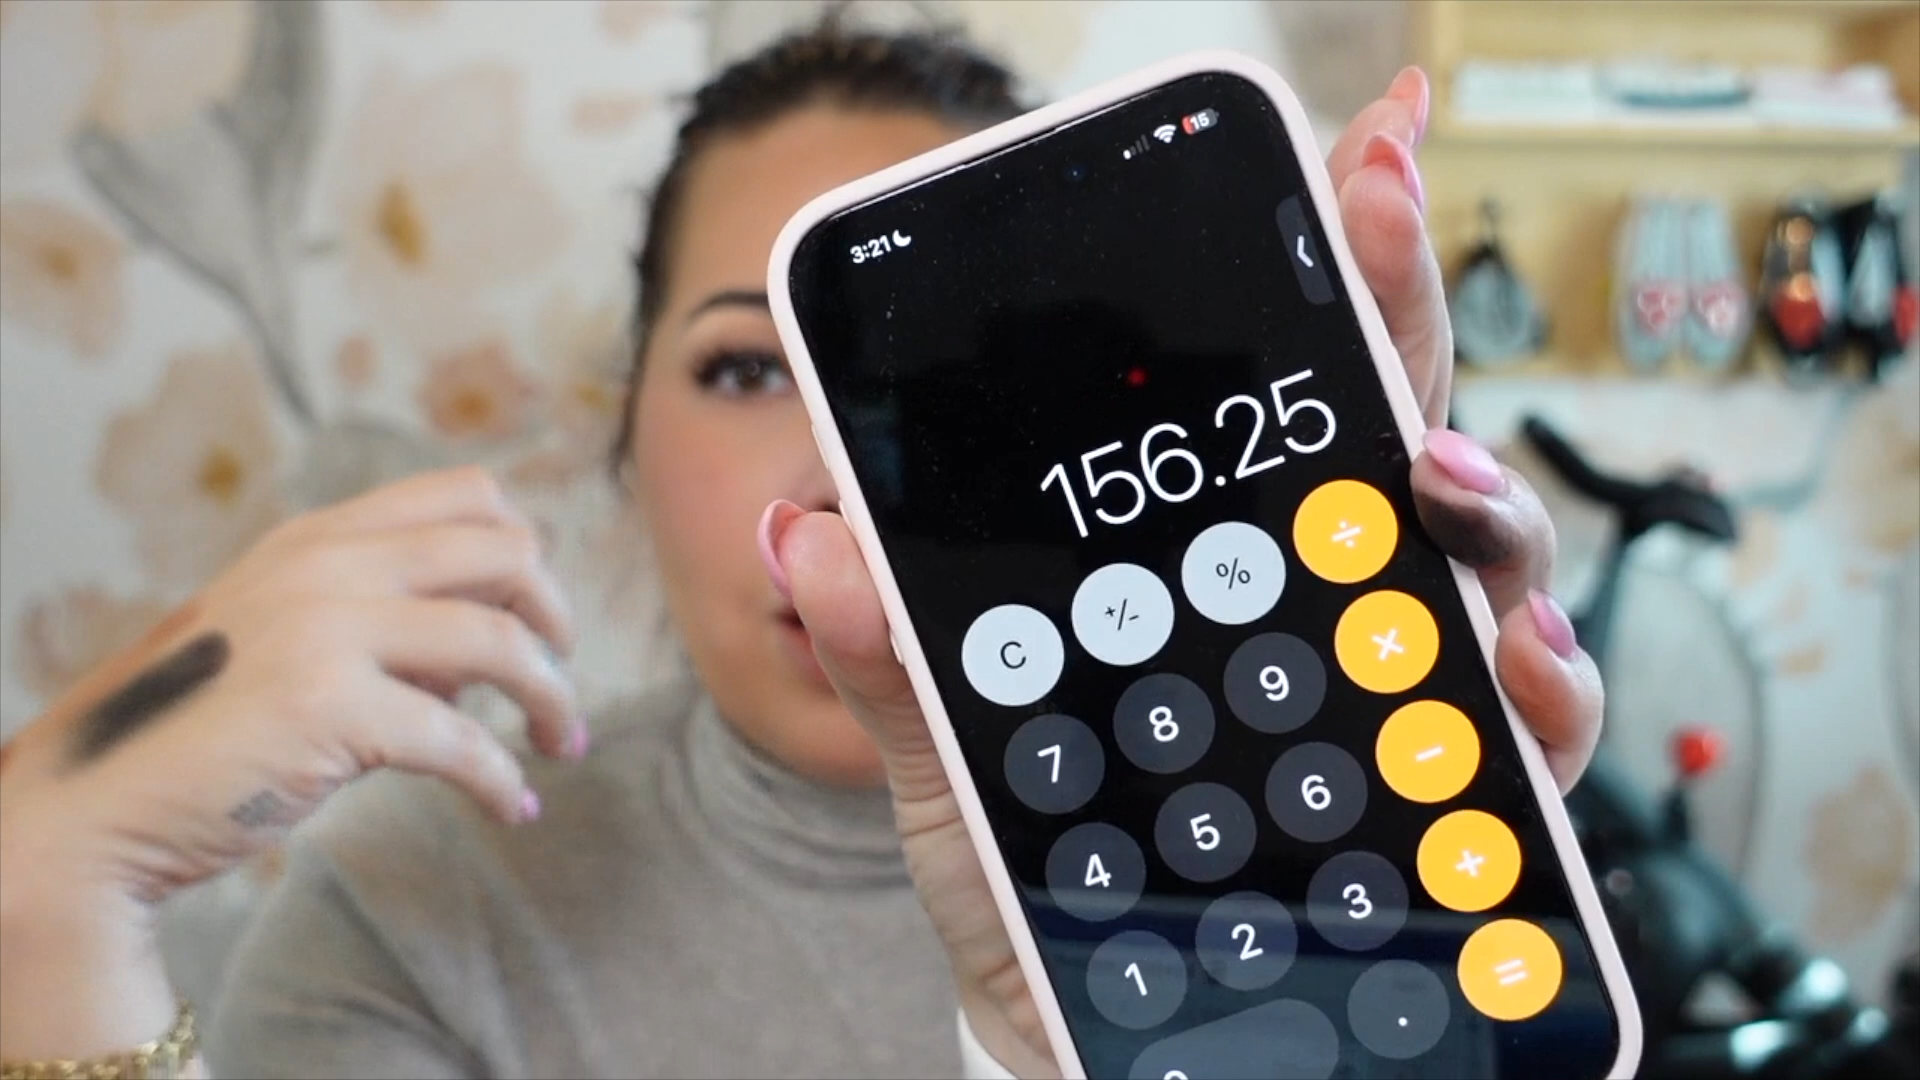 15
3:21
156.25
C +/- % ÷
7 8 9 ×
4 5 6 −
1 2 3 +
. =